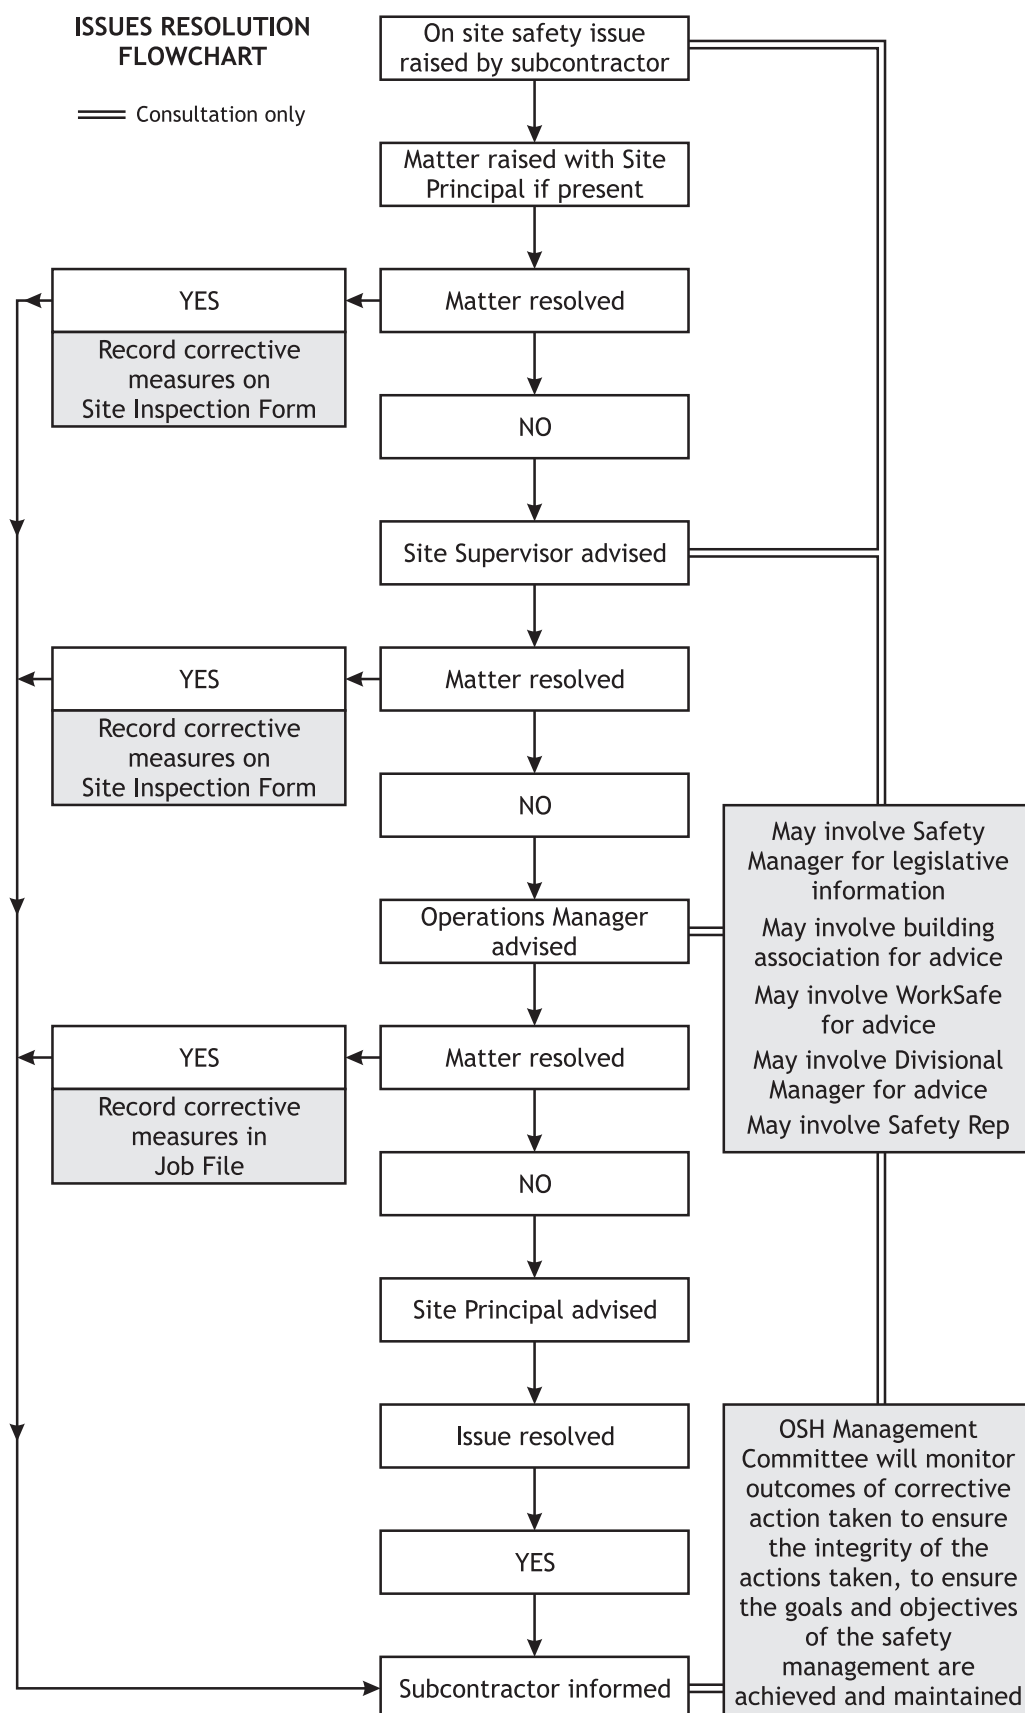 ISSUES RESOLUTION
FLOWCHART
Consultation only
On site safety issue
raised by subcontractor
Matter raised with Site
Principal if present
Matter resolved
YES
Record corrective
measures on
Site Inspection Form
NO
Site Supervisor advised
Matter resolved
YES
Record corrective
measures on
Site Inspection Form
NO
Operations Manager
advised
May involve Safety
Manager for legislative
information
May involve building
association for advice
May involve WorkSafe
for advice
May involve Divisional
Manager for advice
May involve Safety Rep
Matter resolved
YES
Record corrective
measures in
Job File
NO
Site Principal advised
Issue resolved
YES
Subcontractor informed
OSH Management
Committee will monitor
outcomes of corrective
action taken to ensure
the integrity of the
actions taken, to ensure
the goals and objectives
of the safety
management are
achieved and maintained